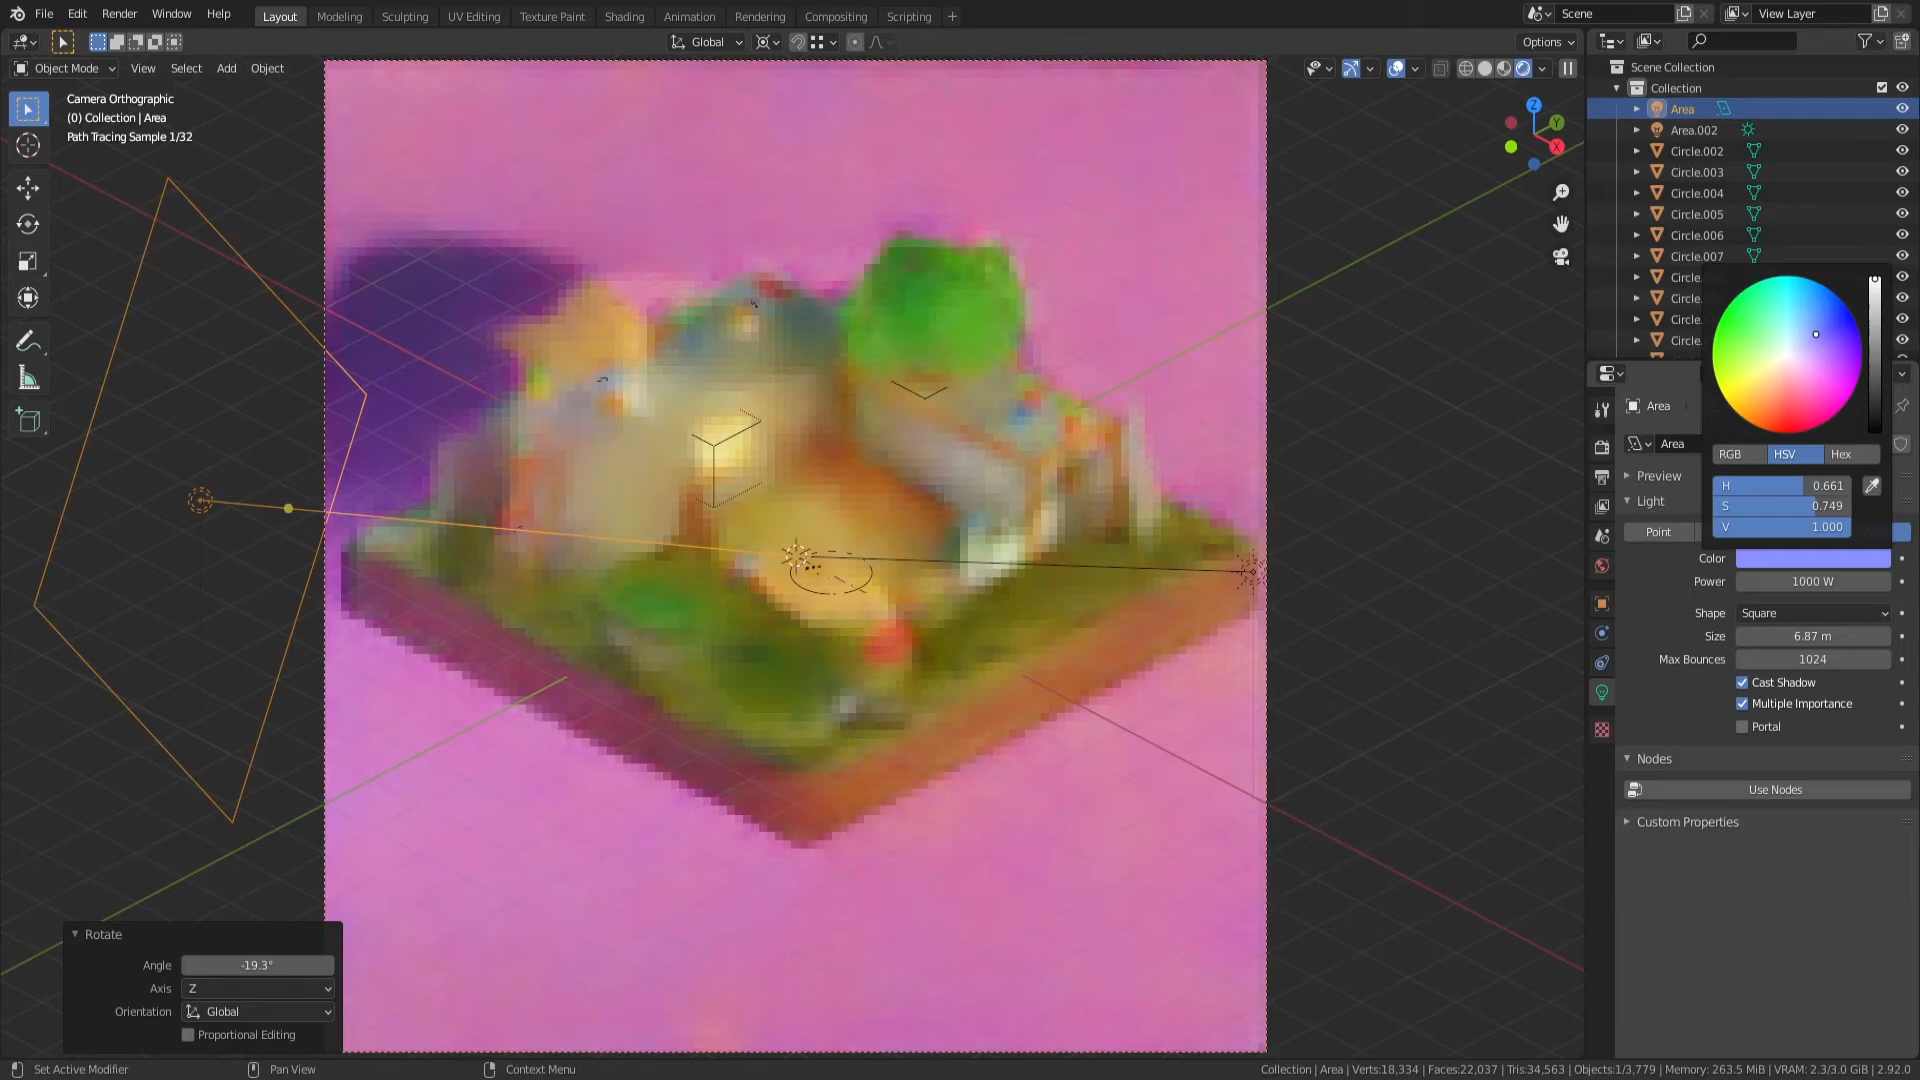 File Edit Render Window Help
Layout Modeling Sculpting UV Editing Texture Paint Shading Animation Rendering Compositing Scripting +
Scene
View Layer
Global
Options
Object Mode View Select Add Object
Camera Orthographic
(0) Collection | Area
Path Tracing Sample 1/32
Z
Y
X
Scene Collection
Collection
Area
Area.002
Circle.002
Circle.003
Circle.004
Circle.005
Circle.006
Circle.007
Circle.
Circle.
Circle.
Circle.
RGB HSV Hex
H 0.661
S 0.749
V 1.000
Area
Area
Preview
Light
Point
Color
Power 1000 W
Shape Square
Size 6.87 m
Max Bounces 1024
Cast Shadow
Multiple Importance
Portal
Nodes
Use Nodes
Custom Properties
Rotate
Angle -19.3°
Axis Z
Orientation Global
Proportional Editing
Set Active Modifier
Pan View
Context Menu
Collection | Area | Verts:18,334 | Faces:22,037 | Tris:34,563 | Objects:1/3,779 | Memory: 263.5 MiB | VRAM: 2.3/3.0 GiB | 2.92.0